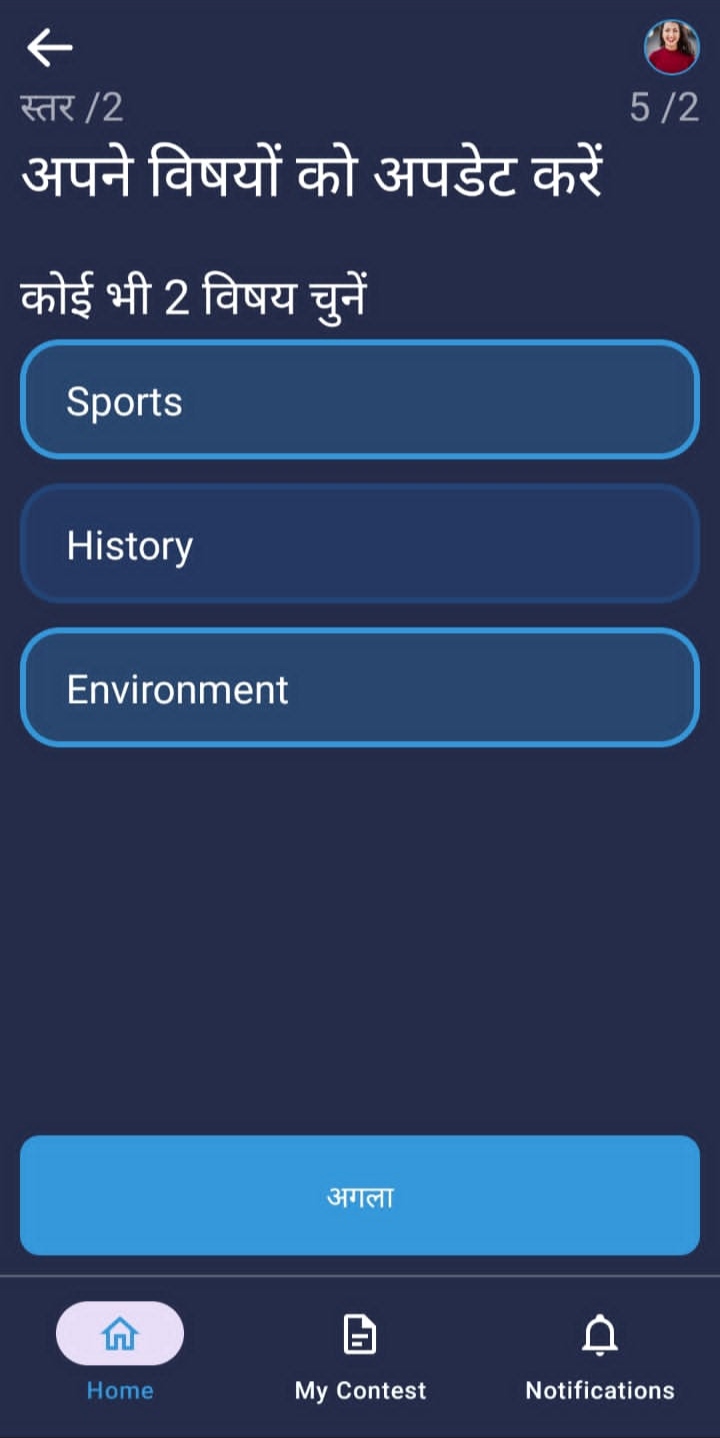 स्तर /2
5 /2
अपने विषयों को अपडेट करें
कोई भी 2 विषय चुनें
Sports
History
Environment
अगला
Home
My Contest
Notifications